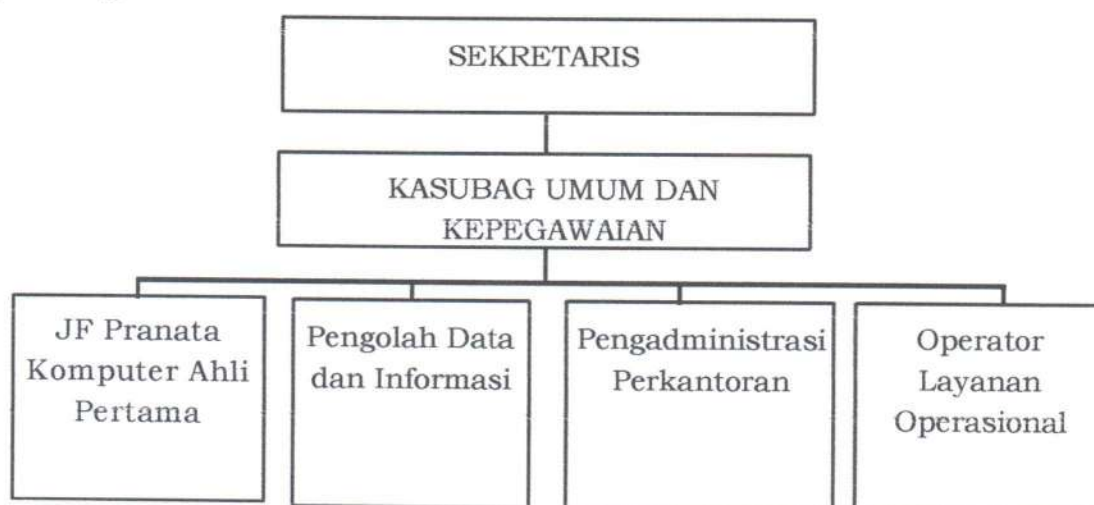 SEKRETARIS
KASUBAG UMUM DAN
KEPEGAWAIAN
JF Pranata
Komputer Ahli
Pertama
Pengolah Data
dan Informasi
Pengadministrasi
Perkantoran
Operator
Layanan
Operasional